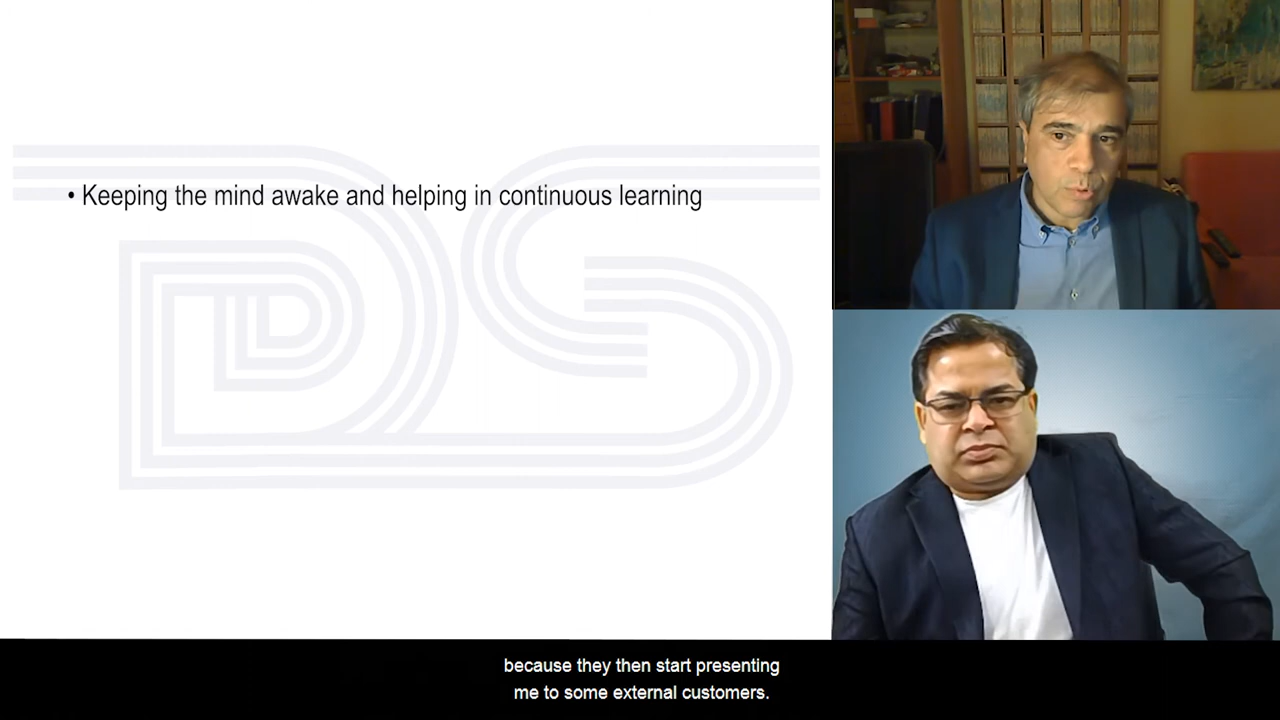 • Keeping the mind awake and helping in continuous learning
because they then start presenting
me to some external customers.